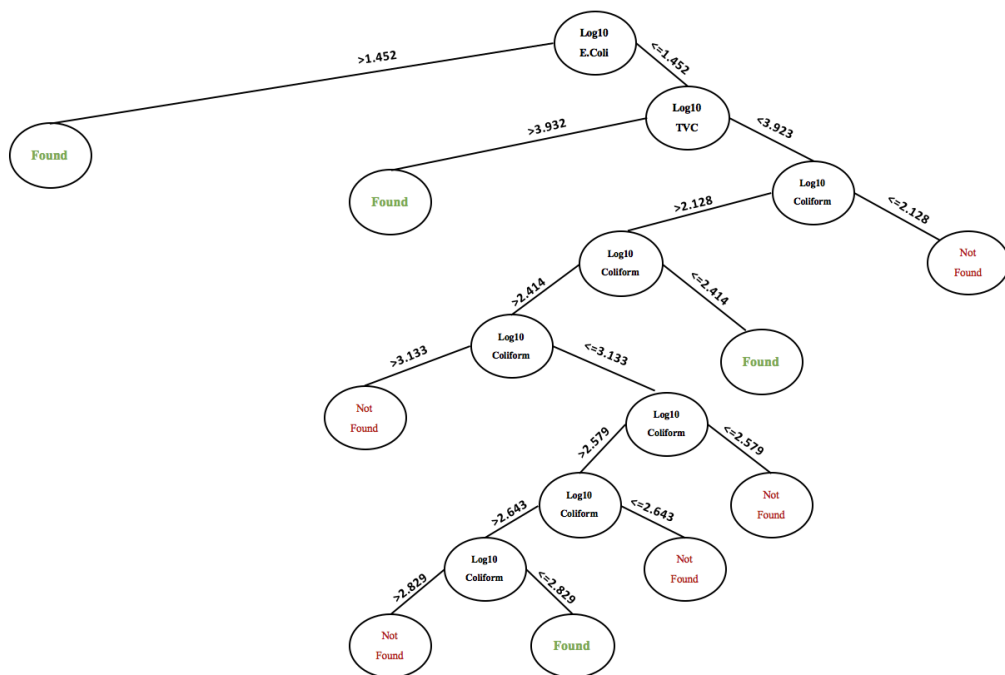 Log10
E.Coli
>1.452
<=1.452
Log10
TVC
Found
>3.932
<3.923
Found
Log10
Coliform
>2.128
<=2.128
Log10
Coliform
Not
Found
>2.414
<=2.414
Log10
Coliform
Found
>3.133
<=3.133
Not
Found
Log10
Coliform
>2.579
<=2.579
Log10
Coliform
Not
Found
>2.643
<=2.643
Log10
Coliform
Not
Found
>2.829
<=2.829
Not
Found
Found